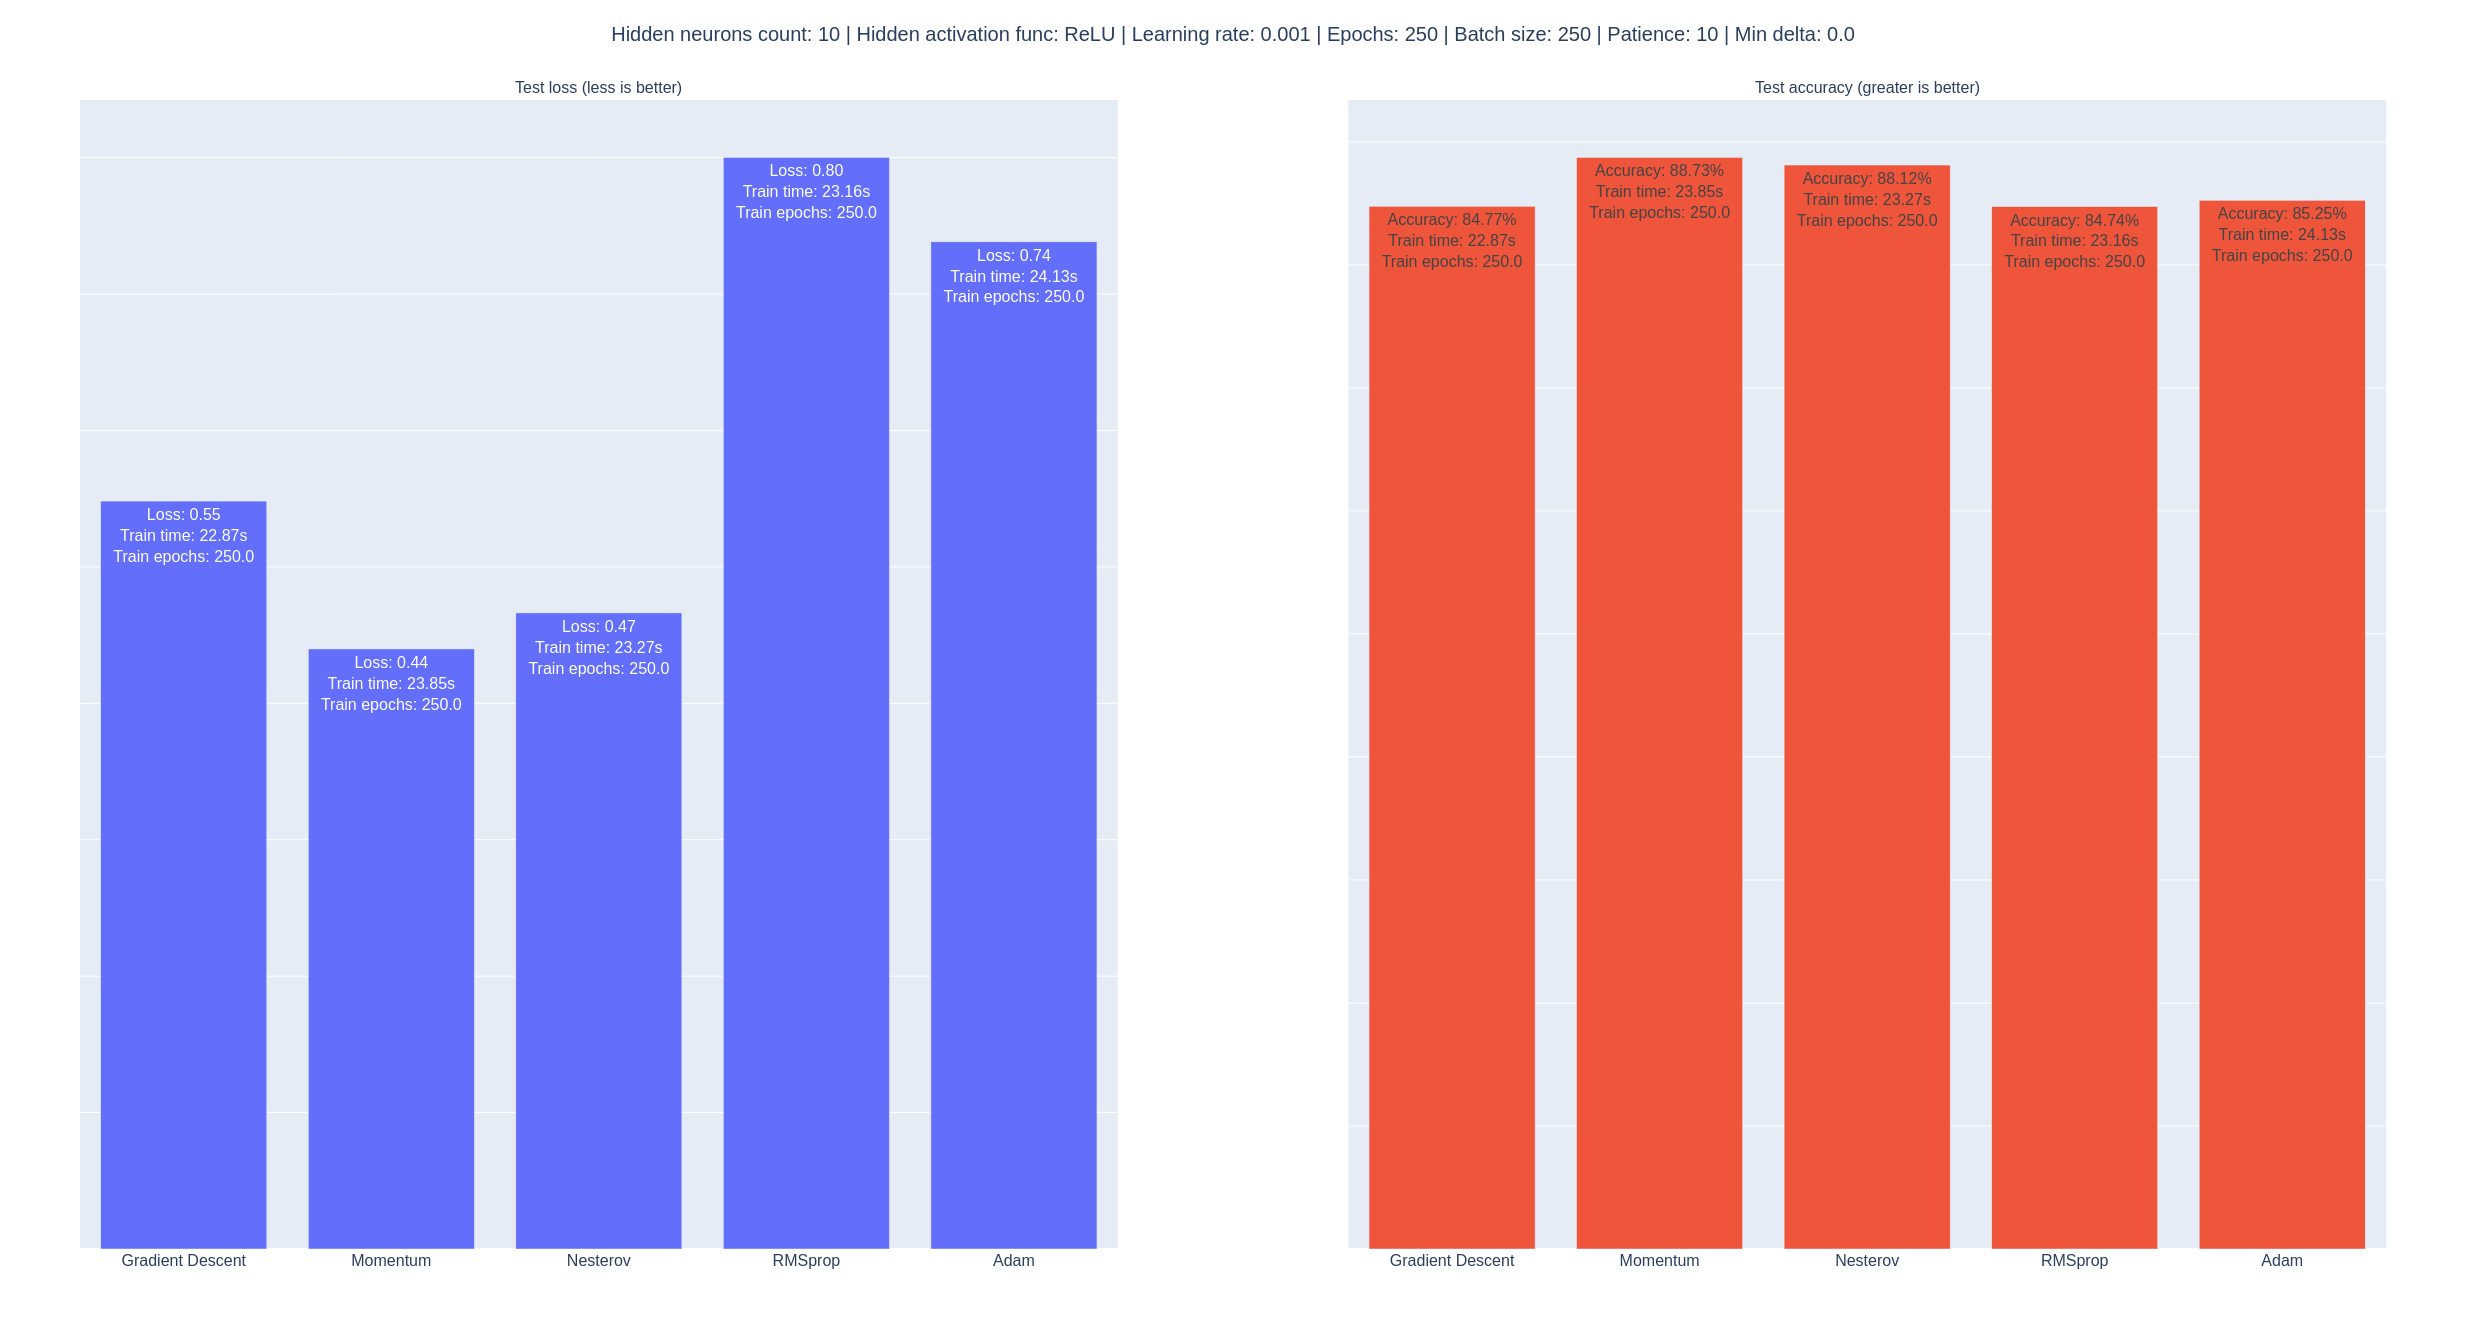 Hidden neurons count: 10 | Hidden activation func: ReLU | Learning rate: 0.001 | Epochs: 250 | Batch size: 250 | Patience: 10 | Min delta: 0.0
Test loss (less is better)
Loss: 0.55
Train time: 22.87s
Train epochs: 250.0
Loss: 0.44
Train time: 23.85s
Train epochs: 250.0
Loss: 0.47
Train time: 23.27s
Train epochs: 250.0
Loss: 0.80
Train time: 23.16s
Train epochs: 250.0
Loss: 0.74
Train time: 24.13s
Train epochs: 250.0
Gradient Descent
Momentum
Nesterov
RMSprop
Adam
Test accuracy (greater is better)
Accuracy: 84.77%
Train time: 22.87s
Train epochs: 250.0
Accuracy: 88.73%
Train time: 23.85s
Train epochs: 250.0
Accuracy: 88.12%
Train time: 23.27s
Train epochs: 250.0
Accuracy: 84.74%
Train time: 23.16s
Train epochs: 250.0
Accuracy: 85.25%
Train time: 24.13s
Train epochs: 250.0
Gradient Descent
Momentum
Nesterov
RMSprop
Adam